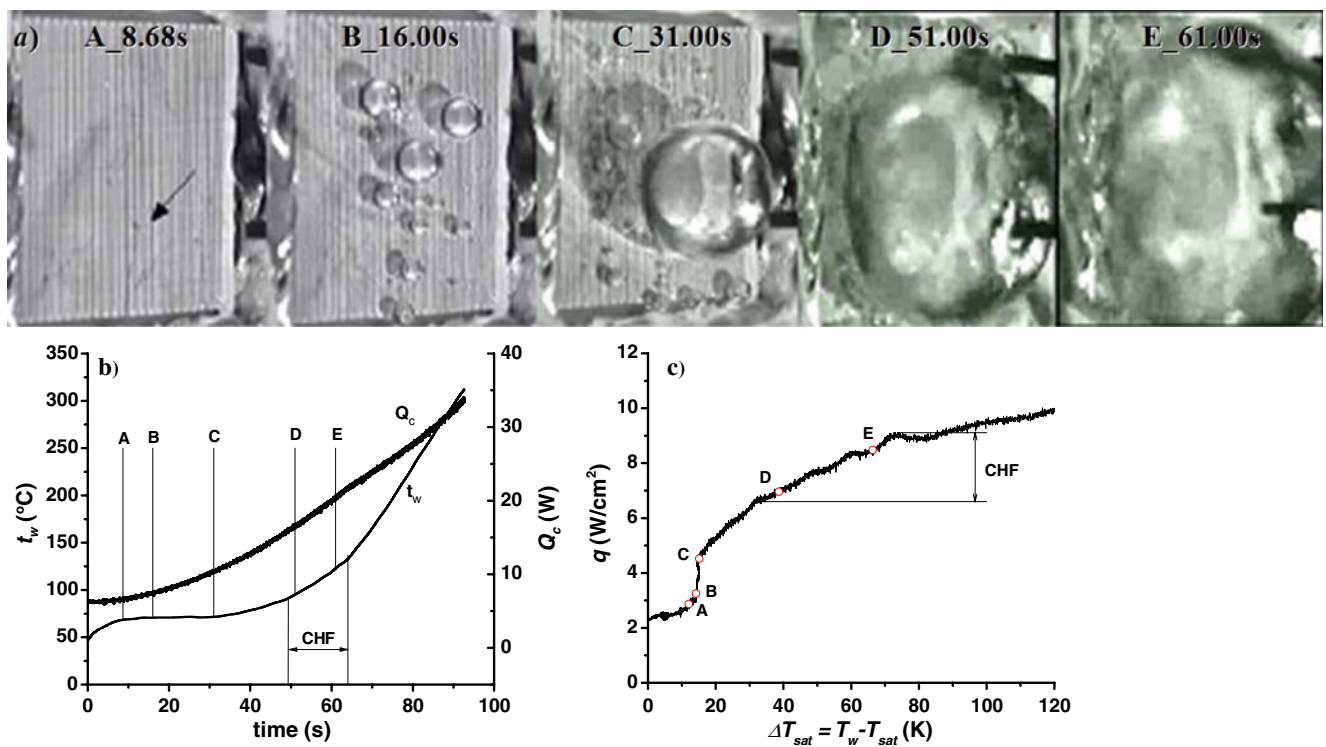 a) A_8.68s B_16.00s C_31.00s D_51.00s E_61.00s
b)
350
300
250
200
150
100
50
0
t_w (°C)
40
30
20
10
0
Q_c (W)
A B C D E
Q_c
t_w
CHF
0 20 40 60 80 100
time (s)
c)
12
10
8
6
4
2
0
q (W/cm²)
E
D
C
B
A
CHF
0 20 40 60 80 100 120
ΔT_sat = T_w-T_sat (K)